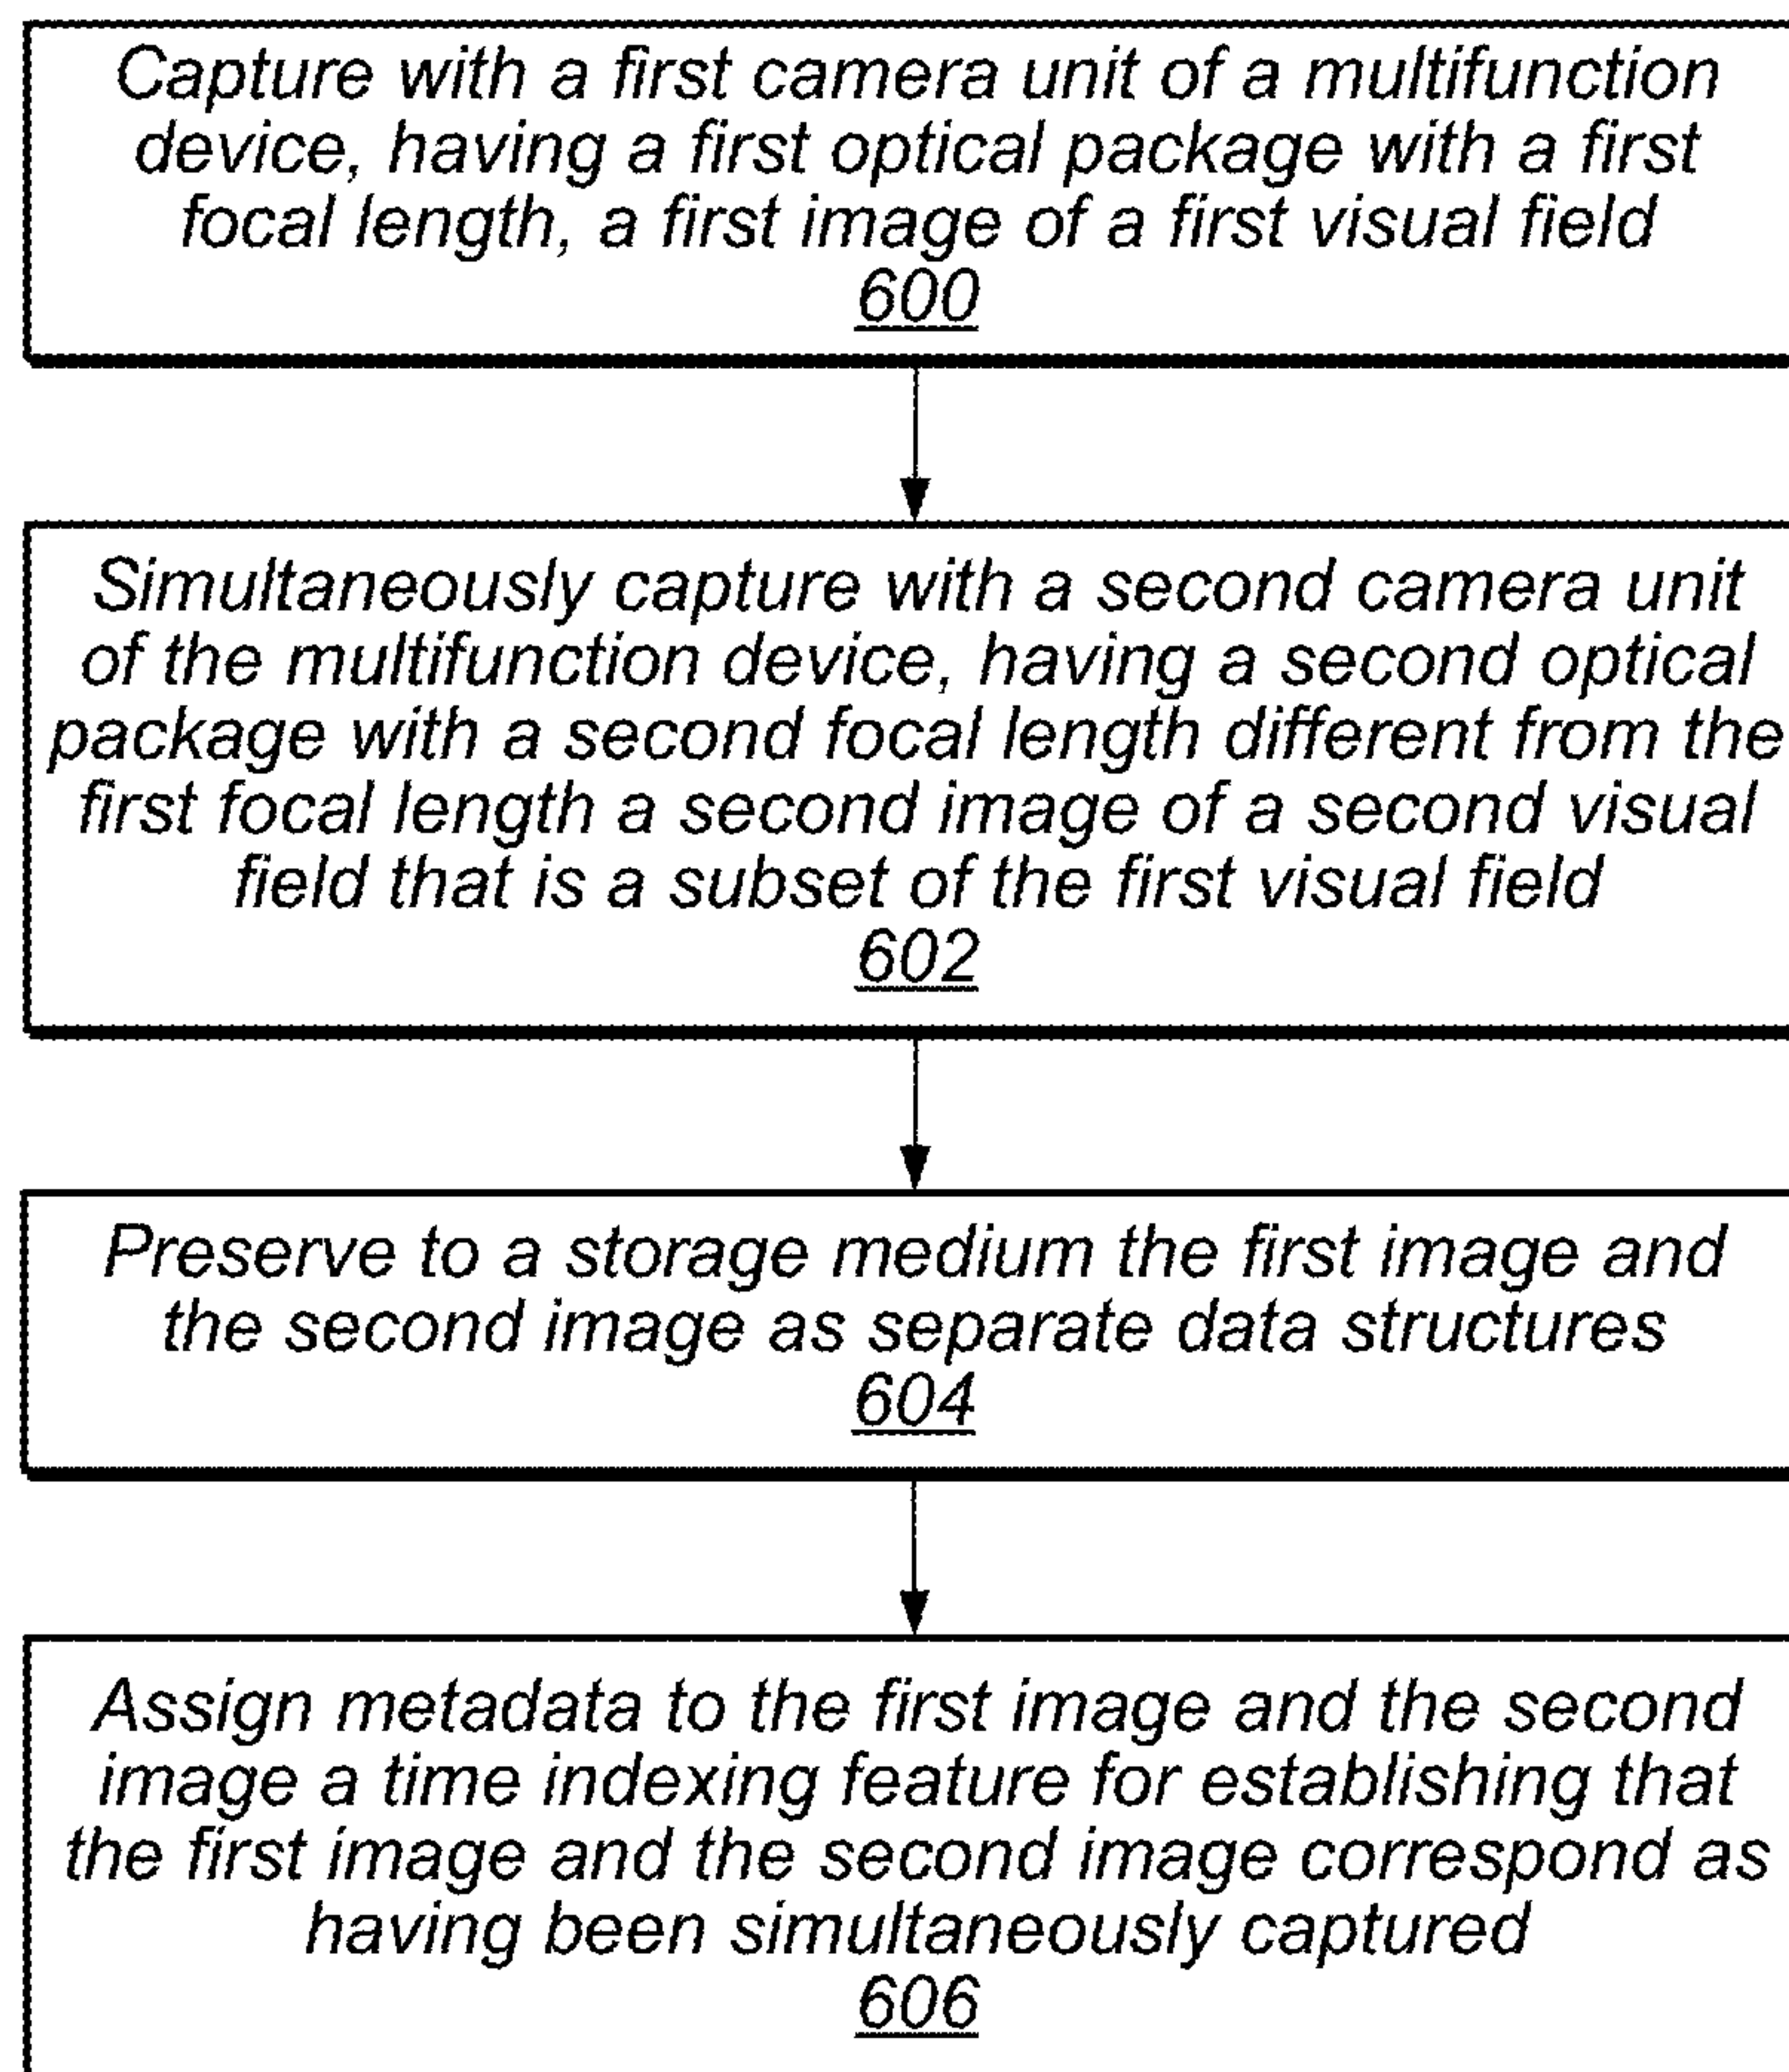 Capture with a first camera unit of a multifunction
device, having a first optical package with a first
focal length, a first image of a first visual field
600
Simultaneously capture with a second camera unit
of the multifunction device, having a second optical
package with a second focal length different from the
first focal length a second image of a second visual
field that is a subset of the first visual field
602
Preserve to a storage medium the first image and
the second image as separate data structures
604
Assign metadata to the first image and the second
image a time indexing feature for establishing that
the first image and the second image correspond as
having been simultaneously captured
606